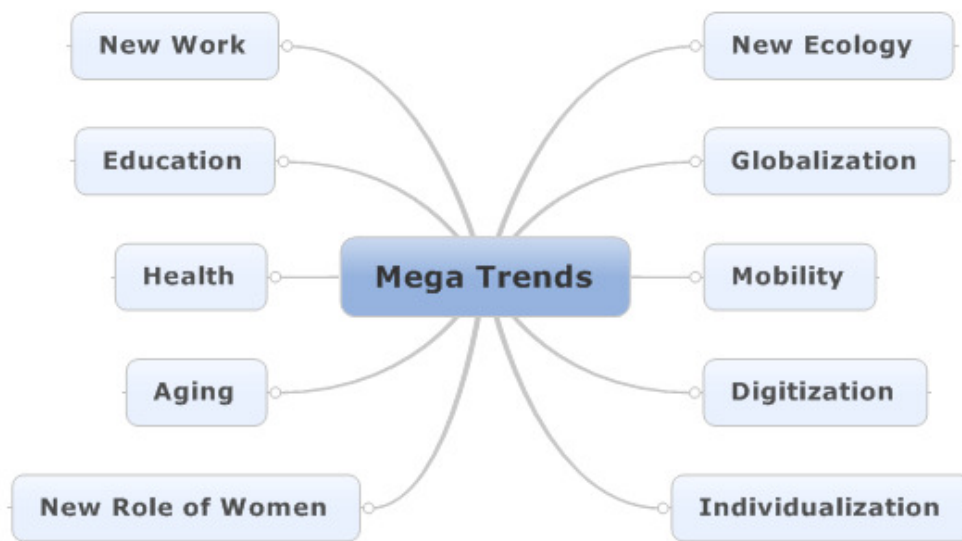 New Work
Education
Health
Aging
New Role of Women
Mega Trends
New Ecology
Globalization
Mobility
Digitization
Individualization